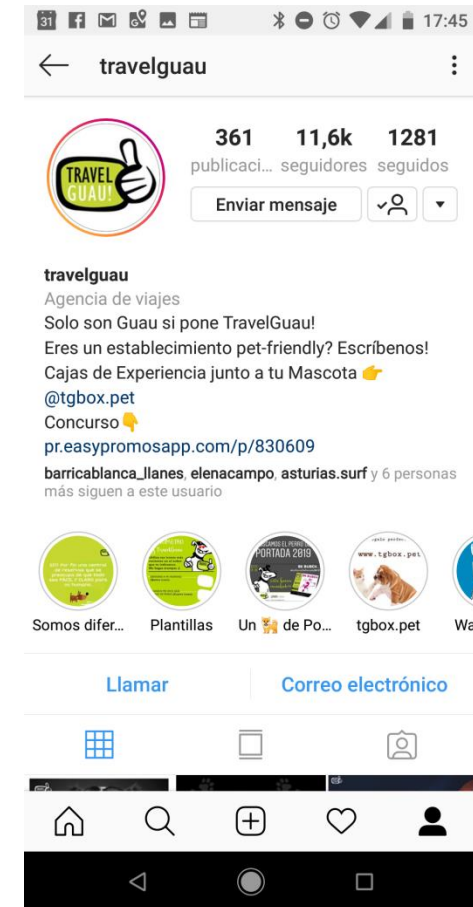 31
17:45
travelguau
TRAVEL
GUAU!
361 11,6k 1281
publicaci... seguidores seguidos
Enviar mensaje
travelguau
Agencia de viajes
Solo son Guau si pone TravelGuau!
Eres un establecimiento pet-friendly? Escríbenos!
Cajas de Experiencia junto a tu Mascota 👉
@tgbox.pet
Concurso👇
pr.easypromosapp.com/p/830609
barricablanca_llanes, elenacampo, asturias.surf y 6 personas
más siguen a este usuario
PORTADA 2019
www.tgbox.pet
Somos difer... Plantillas Un 🐕 de Po... tgbox.pet Wa
Llamar Correo electrónico